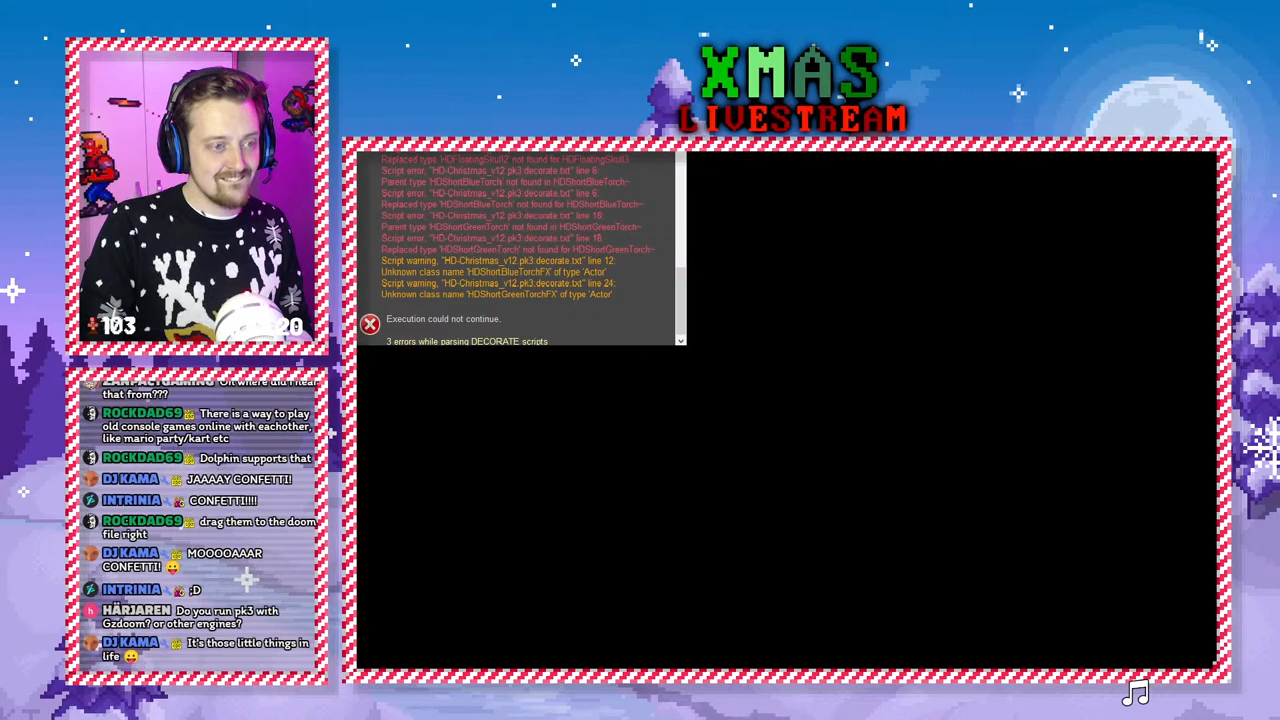 XMAS
LIVESTREAM
103
20
ZANPACTGAMING Oh where did I hear
that from???
ROCKDAD69 There is a way to play
old console games online with eachother,
like mario party/kart etc
ROCKDAD69 Dolphin supports that
DJ KAMA JAAAAY CONFETTI!
INTRINIA CONFETTI!!!!
ROCKDAD69 drag them to the doom
file right
DJ KAMA MOOOOAAAR
CONFETTI!
INTRINIA ;D
HÄRJAREN Do you run pk3 with
Gzdoom? or other engines?
DJ KAMA It's those little things in
life
Replaced type 'HDFloatingSkull2' not found for HDFloatingSkull3
Script error, "HD-Christmas_v12.pk3:decorate.txt" line 6:
Parent type 'HDShortBlueTorch' not found in HDShortBlueTorch~
Script error, "HD-Christmas_v12.pk3:decorate.txt" line 6:
Replaced type 'HDShortBlueTorch' not found for HDShortBlueTorch~
Script error, "HD-Christmas_v12.pk3:decorate.txt" line 18:
Parent type 'HDShortGreenTorch' not found in HDShortGreenTorch~
Script error, "HD-Christmas_v12.pk3:decorate.txt" line 18:
Replaced type 'HDShortGreenTorch' not found for HDShortGreenTorch~
Script warning, "HD-Christmas_v12.pk3:decorate.txt" line 12:
Unknown class name 'HDShortBlueTorchFX' of type 'Actor'
Script warning, "HD-Christmas_v12.pk3:decorate.txt" line 24:
Unknown class name 'HDShortGreenTorchFX' of type 'Actor'
Execution could not continue.
3 errors while parsing DECORATE scripts